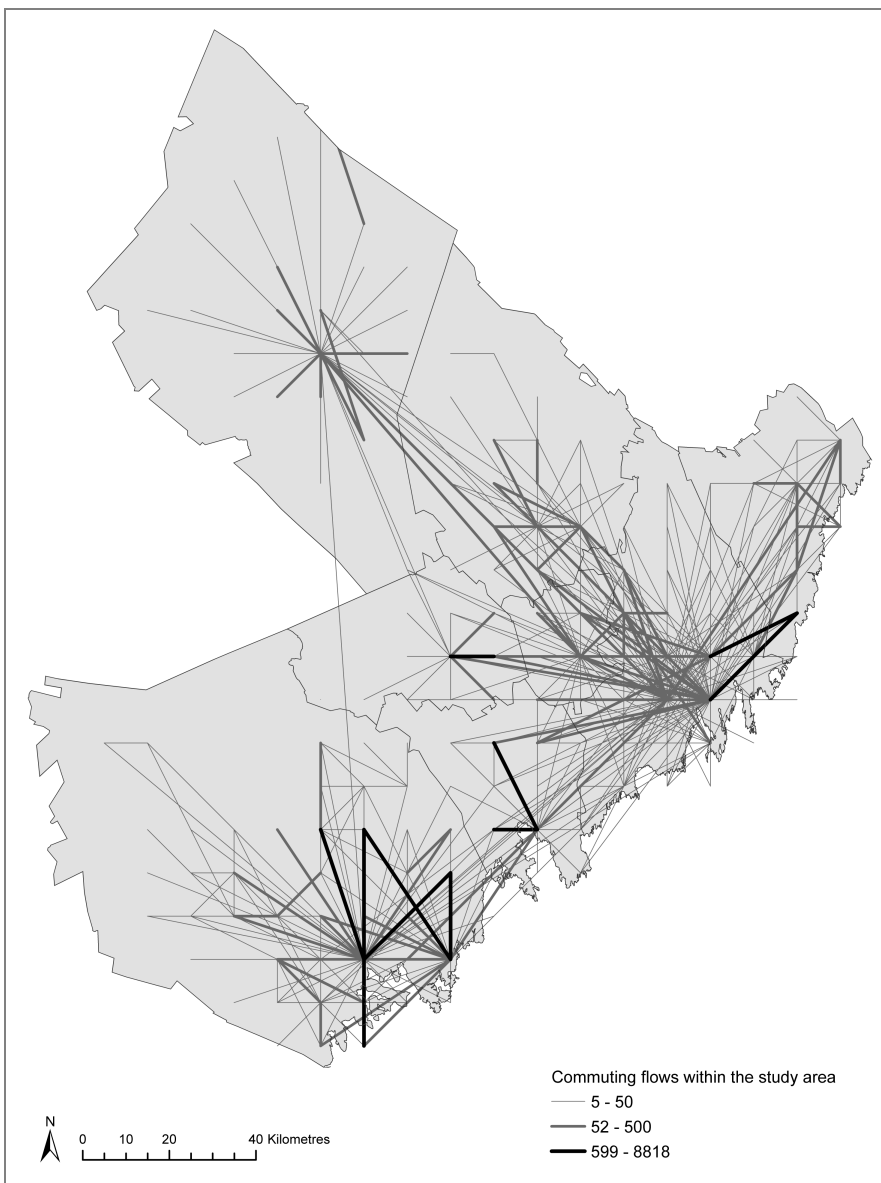 Commuting flows within the study area
5 - 50
52 - 500
599 - 8818
N
0 10 20 40 Kilometres